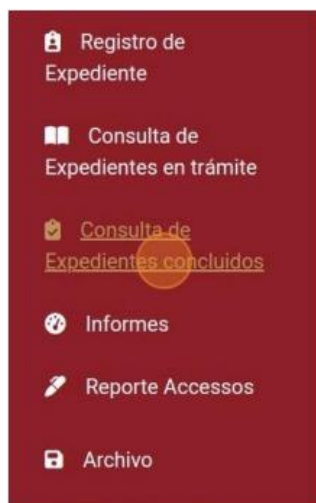 Registro de
Expediente
Consulta de
Expedientes en trámite
Consulta de
Expedientes concluidos
Informes
Reporte Accessos
Archivo